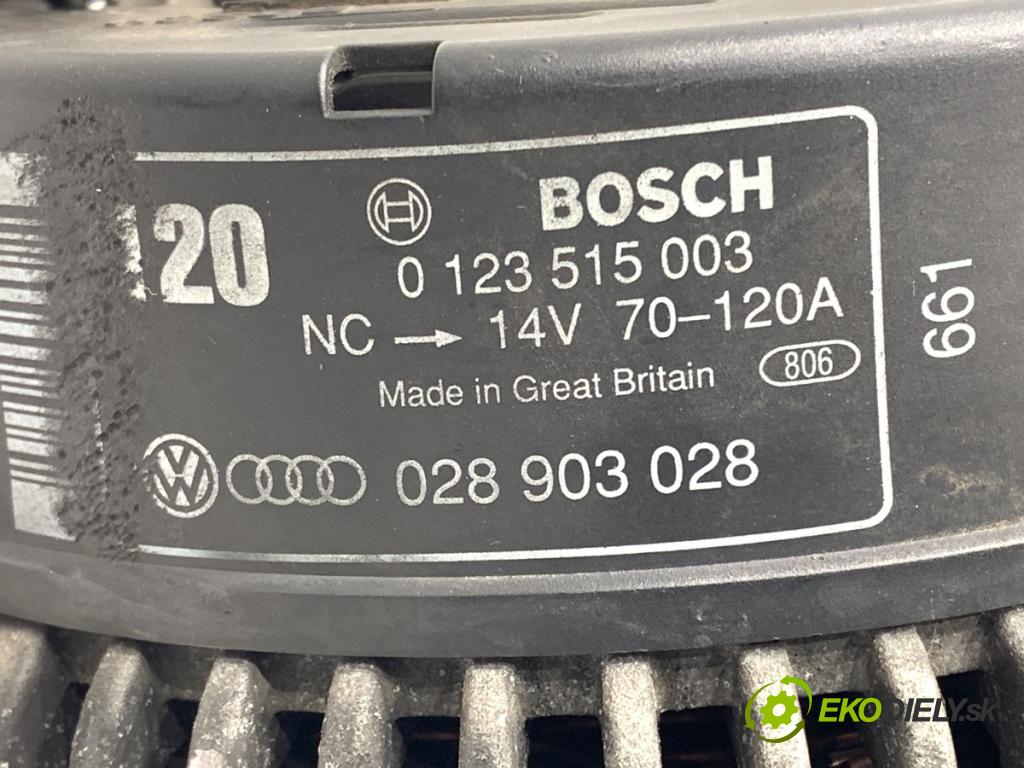 120
BOSCH
0 123 515 003
NC → 14V 70–120A
Made in Great Britain 806
028 903 028
661
EKODIELY.sk